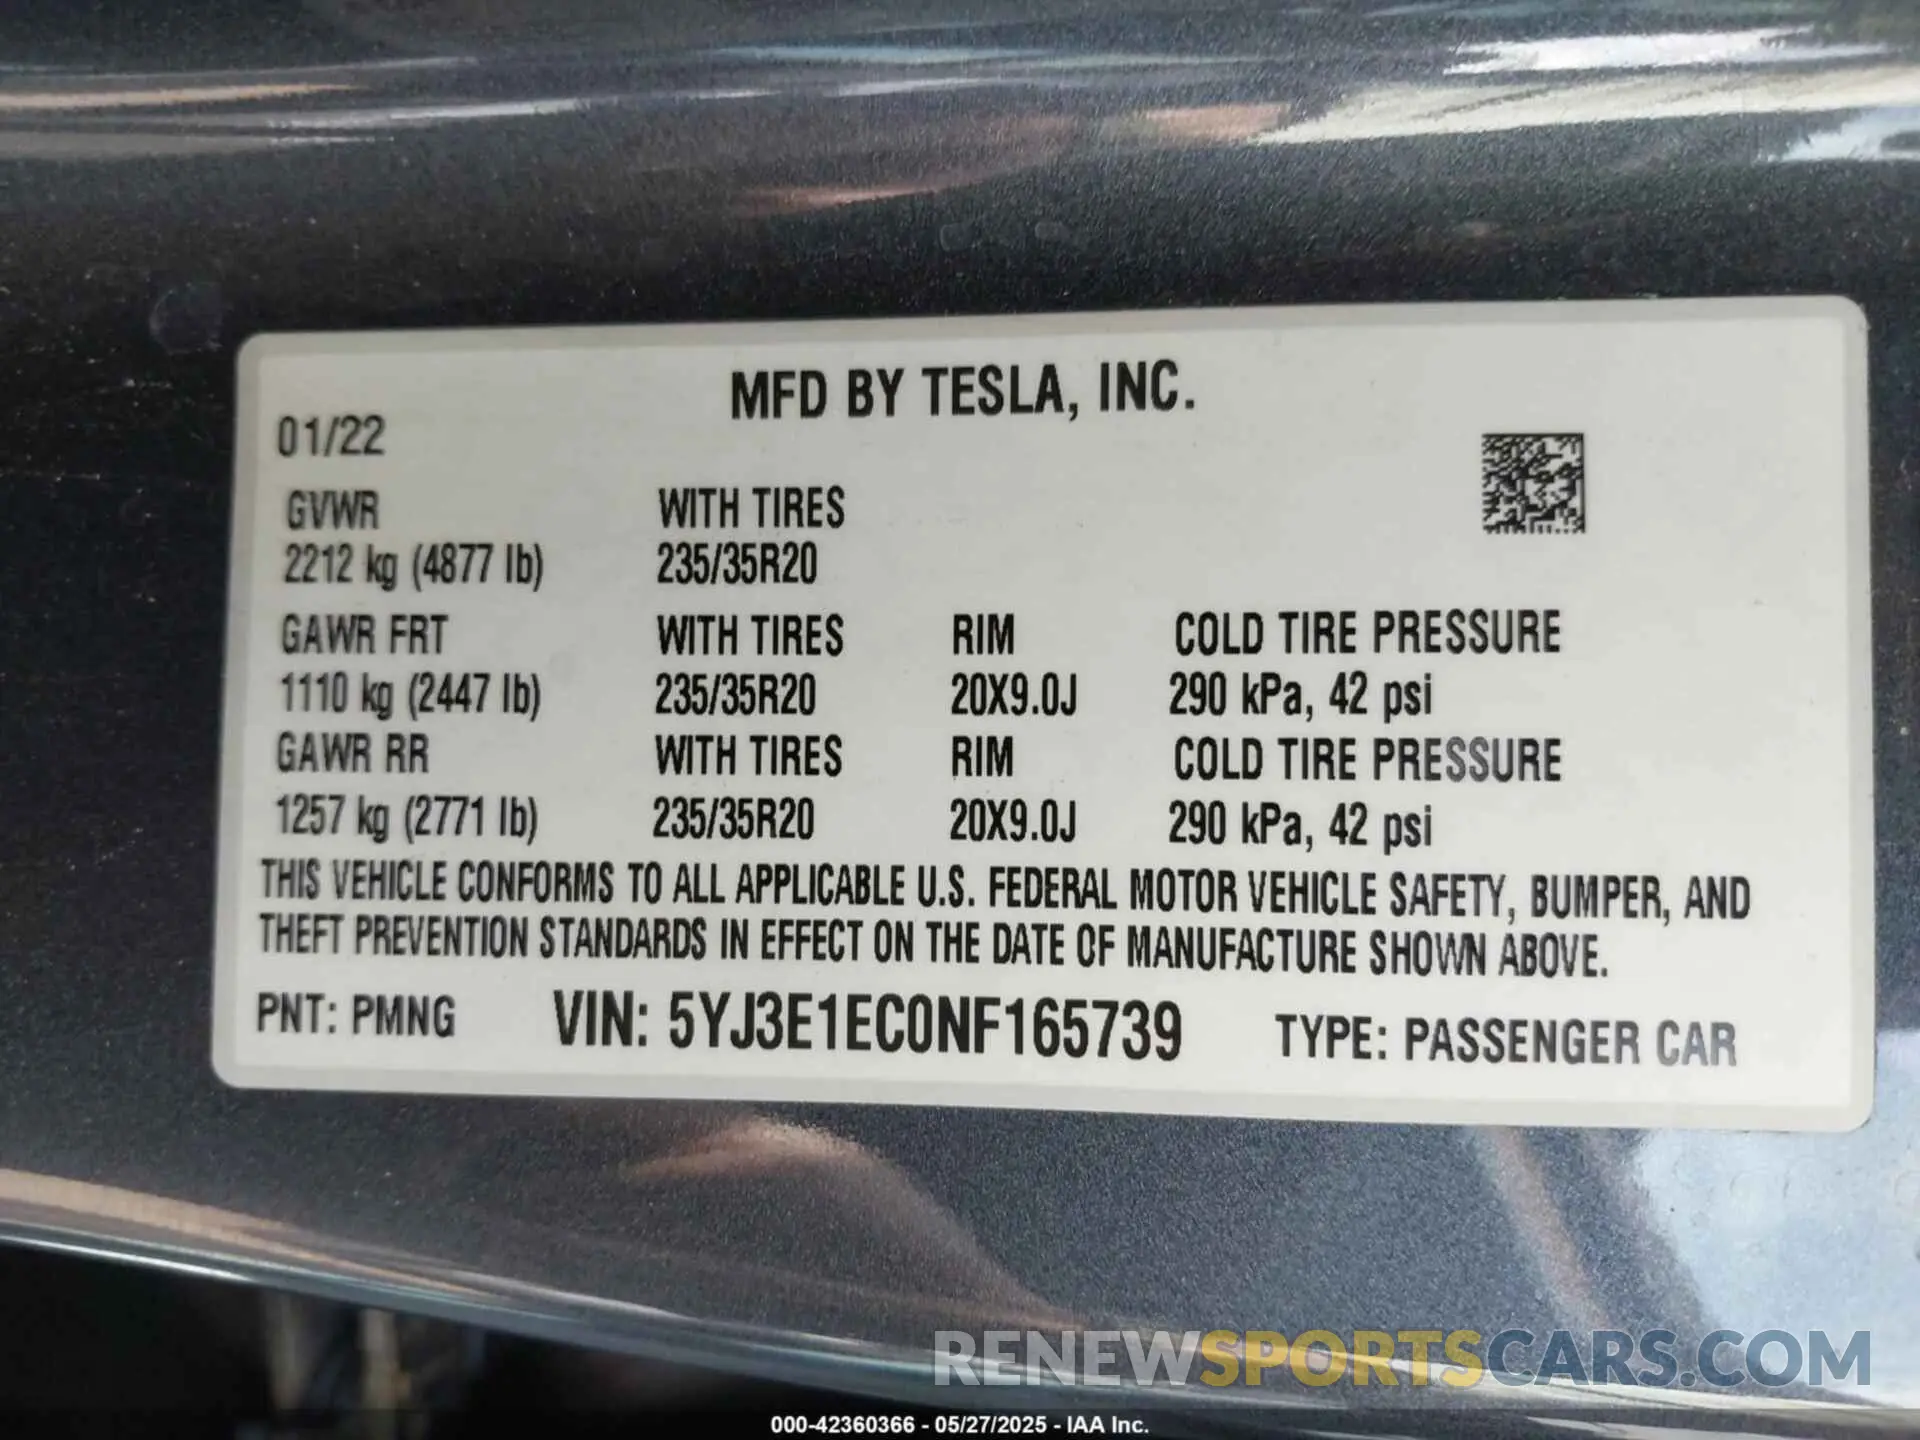 MFD BY TESLA, INC.
01/22
GVWR WITH TIRES
2212 kg (4877 lb) 235/35R20
GAWR FRT WITH TIRES RIM COLD TIRE PRESSURE
1110 kg (2447 lb) 235/35R20 20X9.0J 290 kPa, 42 psi
GAWR RR WITH TIRES RIM COLD TIRE PRESSURE
1257 kg (2771 lb) 235/35R20 20X9.0J 290 kPa, 42 psi
THIS VEHICLE CONFORMS TO ALL APPLICABLE U.S. FEDERAL MOTOR VEHICLE SAFETY, BUMPER, AND
THEFT PREVENTION STANDARDS IN EFFECT ON THE DATE OF MANUFACTURE SHOWN ABOVE.
PNT: PMNG VIN: 5YJ3E1EC0NF165739 TYPE: PASSENGER CAR
RENEWSPORTSCARS.COM
000-42360366 - 05/27/2025 - IAA Inc.